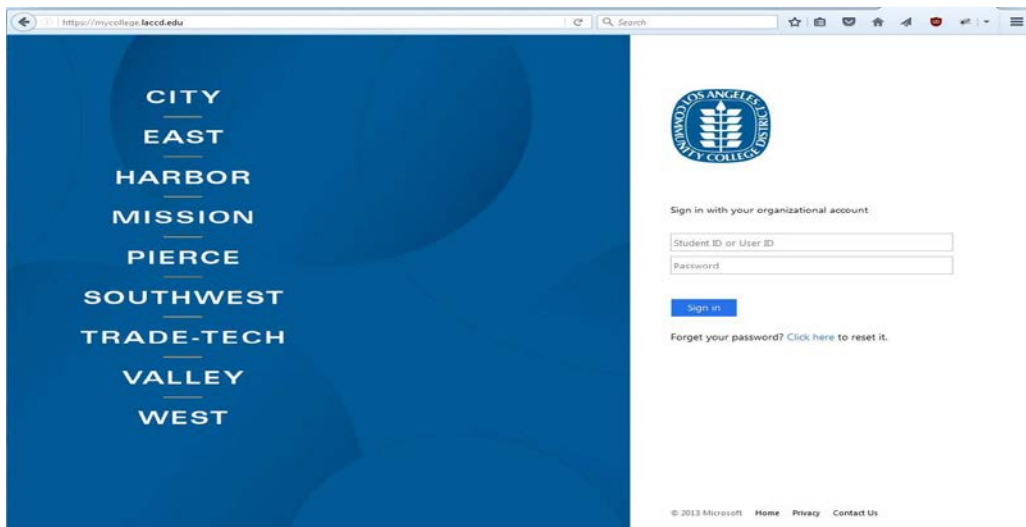 https://mycollege.laccd.edu
Search
CITY
EAST
HARBOR
MISSION
PIERCE
SOUTHWEST
TRADE-TECH
VALLEY
WEST
LOS ANGELES
COMMUNITY COLLEGE DISTRICT
Sign in with your organizational account
Student ID or User ID
Password
Sign in
Forget your password? Click here to reset it.
© 2013 Microsoft Home Privacy Contact Us